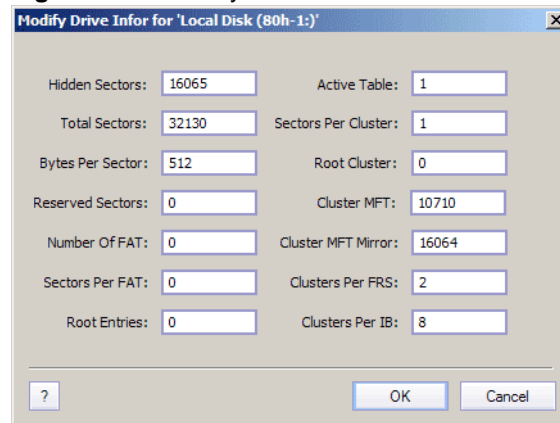 Modify Drive Infor for 'Local Disk (80h-1:)'
Hidden Sectors: 16065 Active Table: 1
Total Sectors: 32130 Sectors Per Cluster: 1
Bytes Per Sector: 512 Root Cluster: 0
Reserved Sectors: 0 Cluster MFT: 10710
Number Of FAT: 0 Cluster MFT Mirror: 16064
Sectors Per FAT: 0 Clusters Per FRS: 2
Root Entries: 0 Clusters Per IB: 8
? OK Cancel